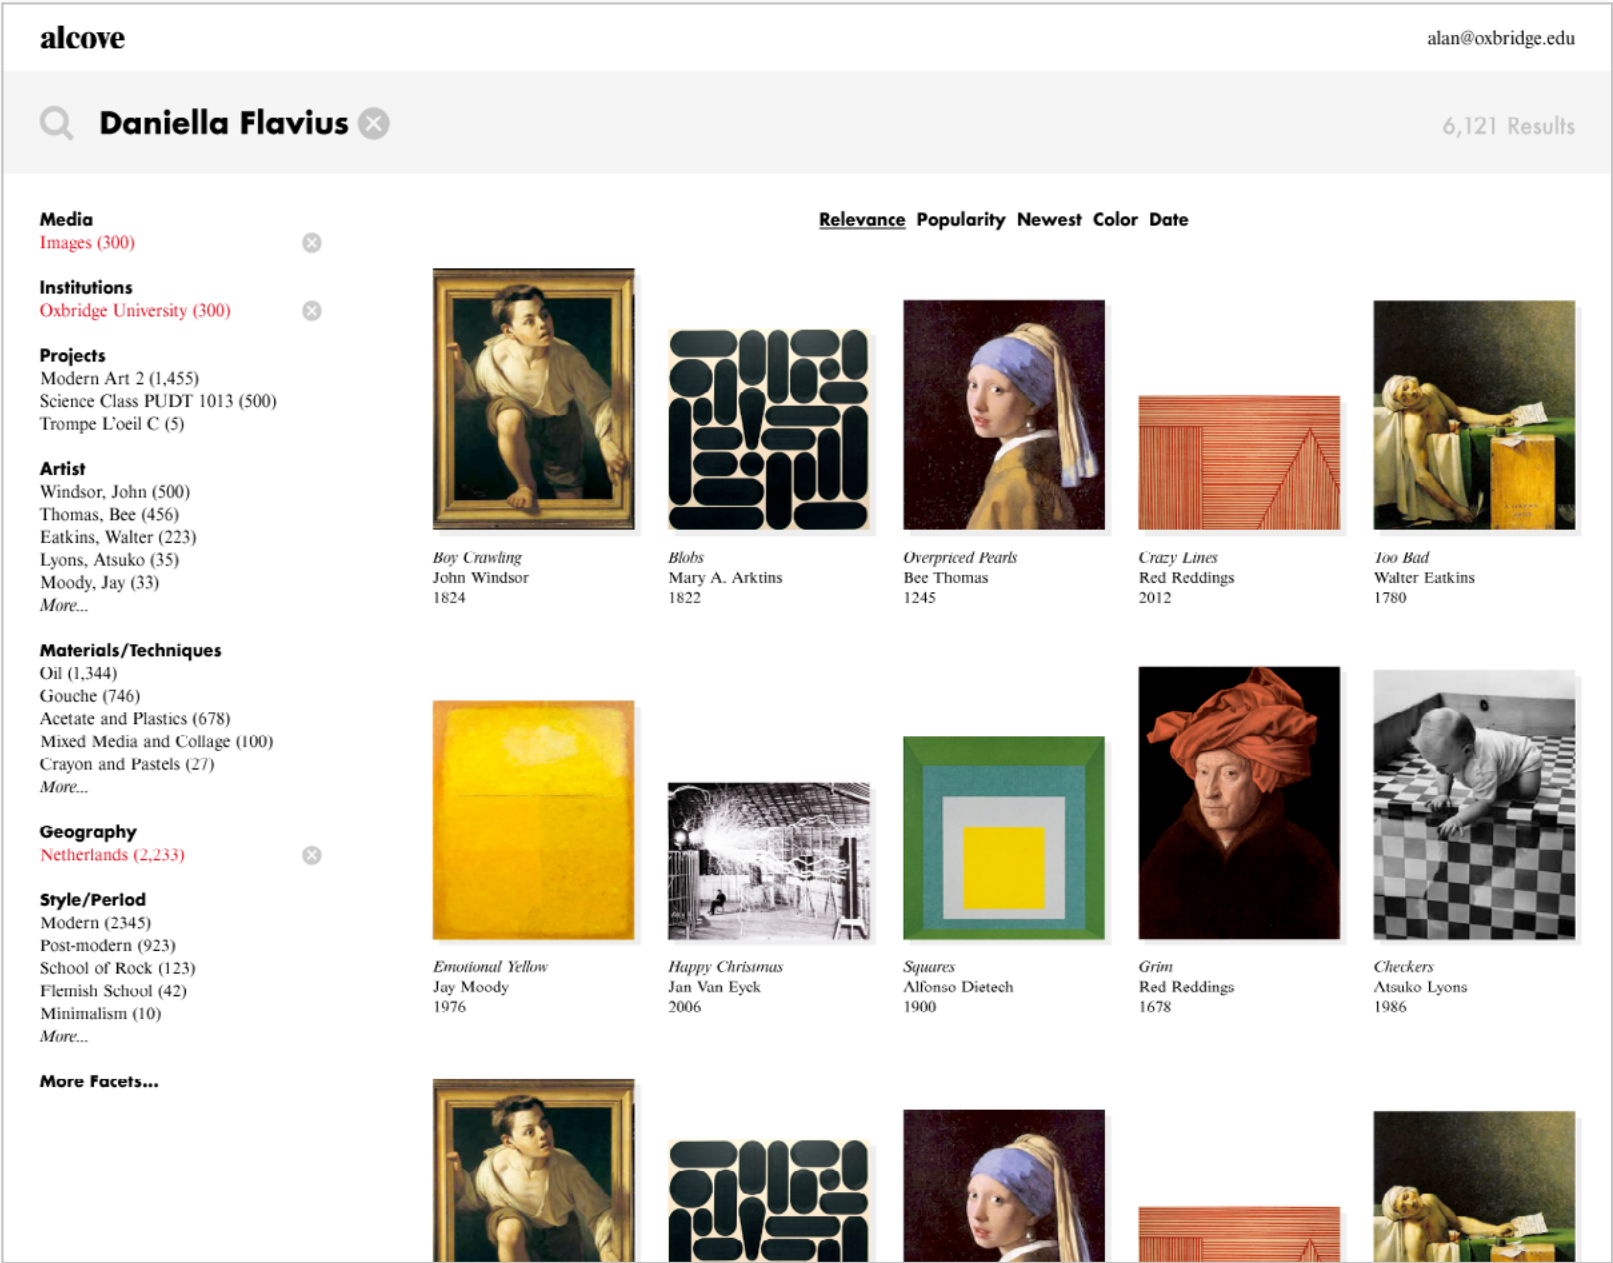 alcove
alan@oxbridge.edu
Daniella Flavius
6,121 Results
Media
Images (300)
Institutions
Oxbridge University (300)
Projects
Modern Art 2 (1,455)
Science Class PUDT 1013 (500)
Trompe L'oeil C (5)
Artist
Windsor, John (500)
Thomas, Bee (456)
Eatkins, Walter (223)
Lyons, Atsuko (35)
Moody, Jay (33)
More...
Materials/Techniques
Oil (1,344)
Gouche (746)
Acetate and Plastics (678)
Mixed Media and Collage (100)
Crayon and Pastels (27)
More...
Geography
Netherlands (2,233)
Style/Period
Modern (2345)
Post-modern (923)
School of Rock (123)
Flemish School (42)
Minimalism (10)
More...
More Facets...
Relevance Popularity Newest Color Date
Boy Crawling
John Windsor
1824
Blobs
Mary A. Arktins
1822
Overpriced Pearls
Bee Thomas
1245
Crazy Lines
Red Reddings
2012
Too Bad
Walter Eatkins
1780
Emotional Yellow
Jay Moody
1976
Happy Christmas
Jan Van Eyck
2006
Squares
Alfonso Dietech
1900
Grim
Red Reddings
1678
Checkers
Atsuko Lyons
1986